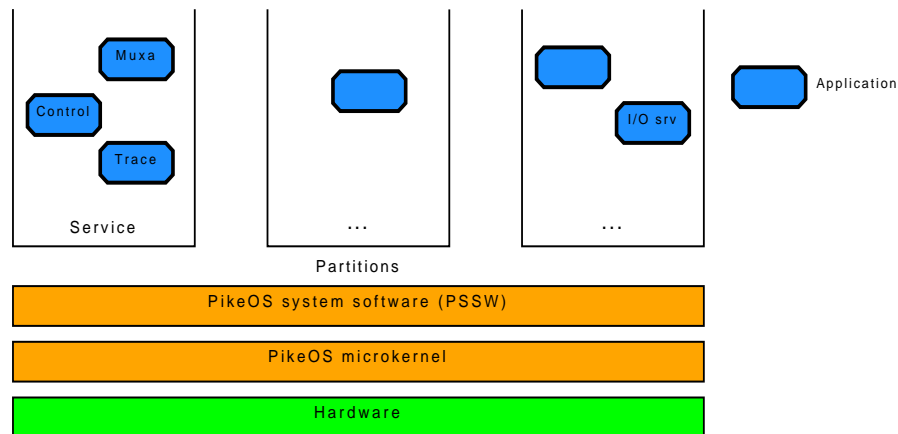 Muxa
Control
Trace
Service
...
I/O srv
...
Application
Partitions
PikeOS system software (PSSW)
PikeOS microkernel
Hardware